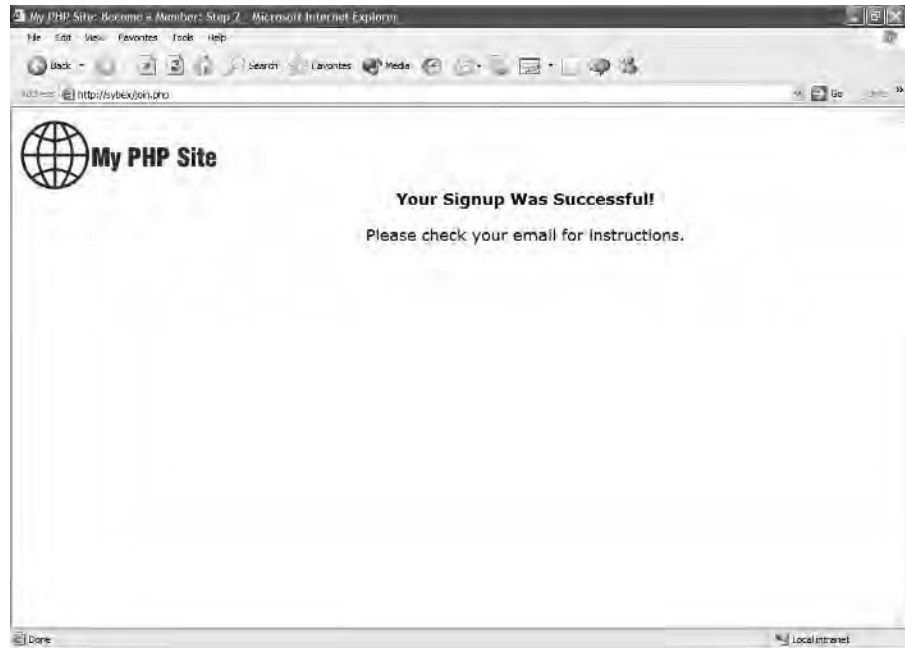 My PHP Site: Become a Member: Step 2 Microsoft Internet Explorer
File Edit View Favorites Tools Help
Back Search Favorites Media
Address http://sybex/join.php Go
My PHP Site
Your Signup Was Successful!
Please check your email for instructions.
Done Local intranet